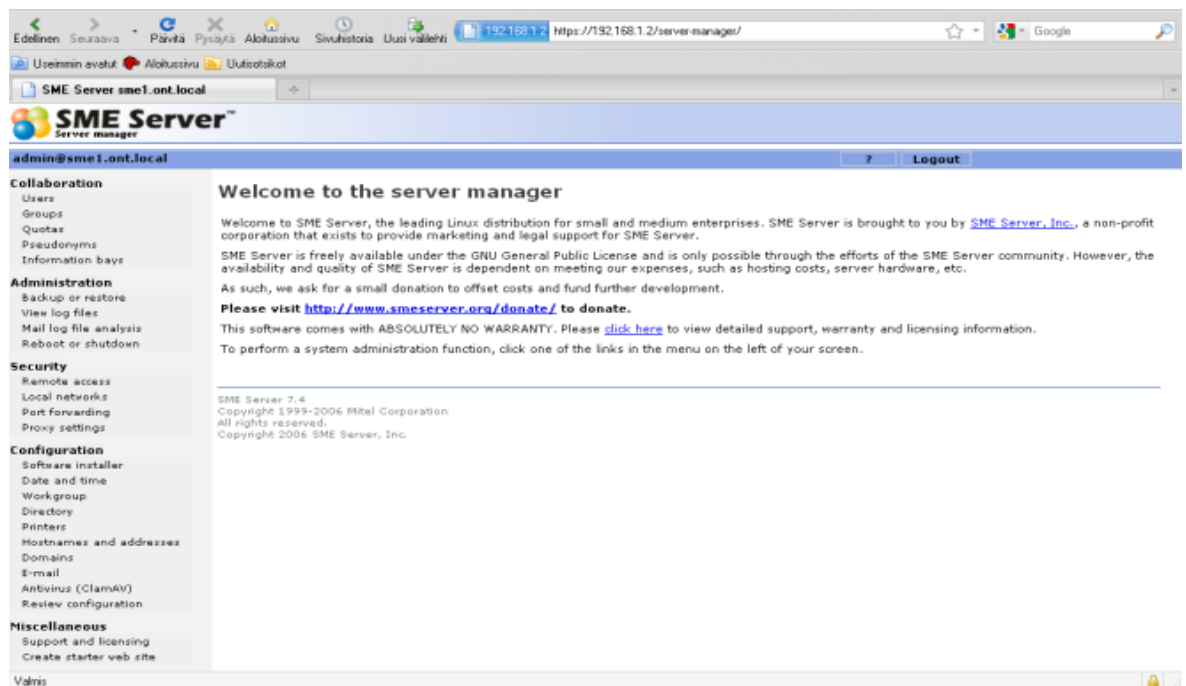 Edellinen Seuraava Päivitä Pysäytä Aloitussivu Sivuhistoria Uusi välilehti 192.168.1.2 https://192.168.1.2/server-manager/ Google
Useimmin avatut Aloitussivu Uutisotsikot
SME Server sme1.ont.local
SME Server™
Server manager
admin@sme1.ont.local ? Logout
Collaboration
Users
Groups
Quotas
Pseudonyms
Information bays
Administration
Backup or restore
View log files
Mail log file analysis
Reboot or shutdown
Security
Remote access
Local networks
Port forwarding
Proxy settings
Configuration
Software installer
Date and time
Workgroup
Directory
Printers
Hostnames and addresses
Domains
E-mail
Antivirus (ClamAV)
Review configuration
Miscellaneous
Support and licensing
Create starter web site
Welcome to the server manager
Welcome to SME Server, the leading Linux distribution for small and medium enterprises. SME Server is brought to you by SME Server, Inc., a non-profit
corporation that exists to provide marketing and legal support for SME Server.
SME Server is freely available under the GNU General Public License and is only possible through the efforts of the SME Server community. However, the
availability and quality of SME Server is dependent on meeting our expenses, such as hosting costs, server hardware, etc.
As such, we ask for a small donation to offset costs and fund further development.
Please visit http://www.smeserver.org/donate/ to donate.
This software comes with ABSOLUTELY NO WARRANTY. Please click here to view detailed support, warranty and licensing information.
To perform a system administration function, click one of the links in the menu on the left of your screen.
SME Server 7.4
Copyright 1999-2006 Mitel Corporation
All rights reserved.
Copyright 2006 SME Server, Inc.
Valmis